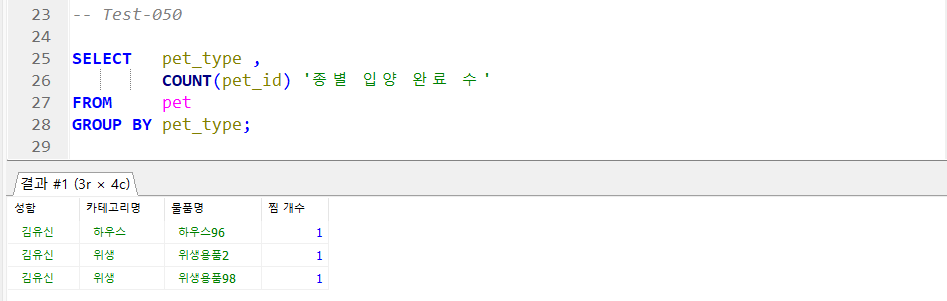 23 -- Test-050
24
25 SELECT pet_type ,
26 COUNT(pet_id) '종별 입양 완료 수'
27 FROM pet
28 GROUP BY pet_type;
29
결과 #1 (3r × 4c)
성함 카테고리명 물품명 찜 개수
김유신 하우스 하우스96 1
김유신 위생 위생용품2 1
김유신 위생 위생용품98 1